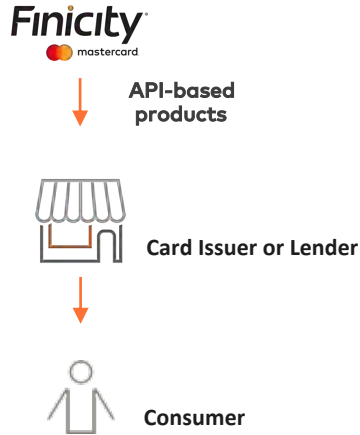 Finicity
mastercard
API-based
products
Card Issuer or Lender
Consumer